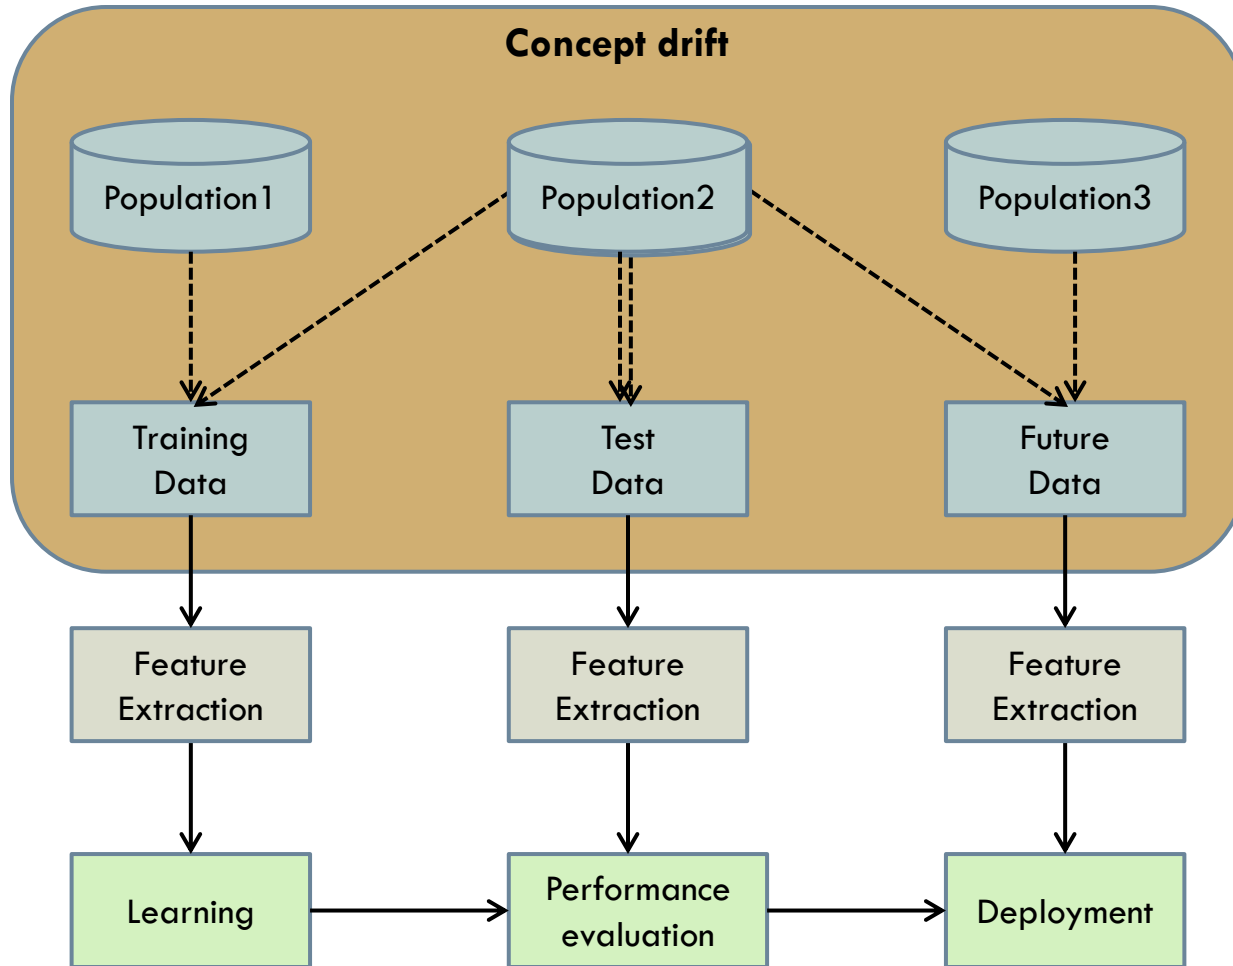 Concept drift
Population1
Population2
Population3
Training
Data
Test
Data
Future
Data
Feature
Extraction
Feature
Extraction
Feature
Extraction
Learning
Performance
evaluation
Deployment